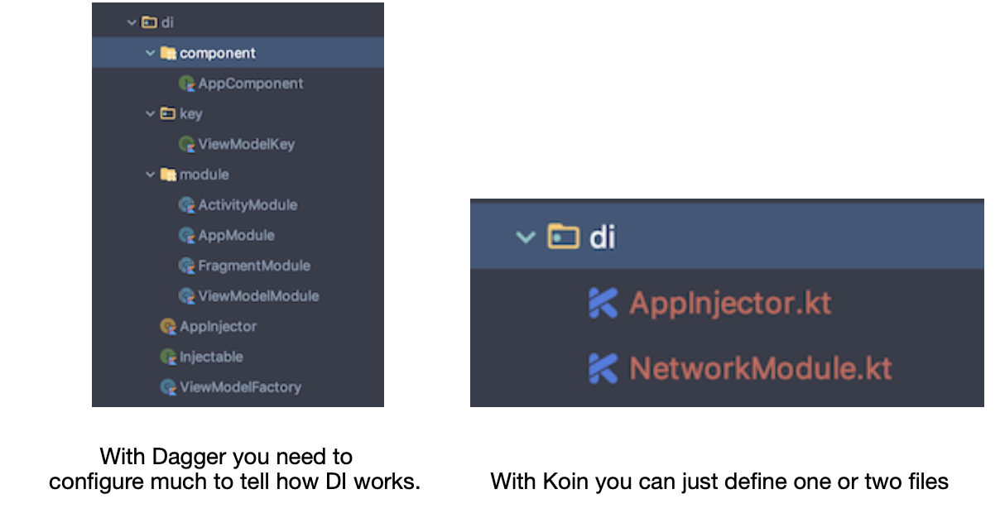 di
component
AppComponent
key
ViewModelKey
module
ActivityModule
AppModule
FragmentModule
ViewModelModule
AppInjector
Injectable
ViewModelFactory
With Dagger you need to
configure much to tell how DI works.
di
AppInjector.kt
NetworkModule.kt
With Koin you can just define one or two files